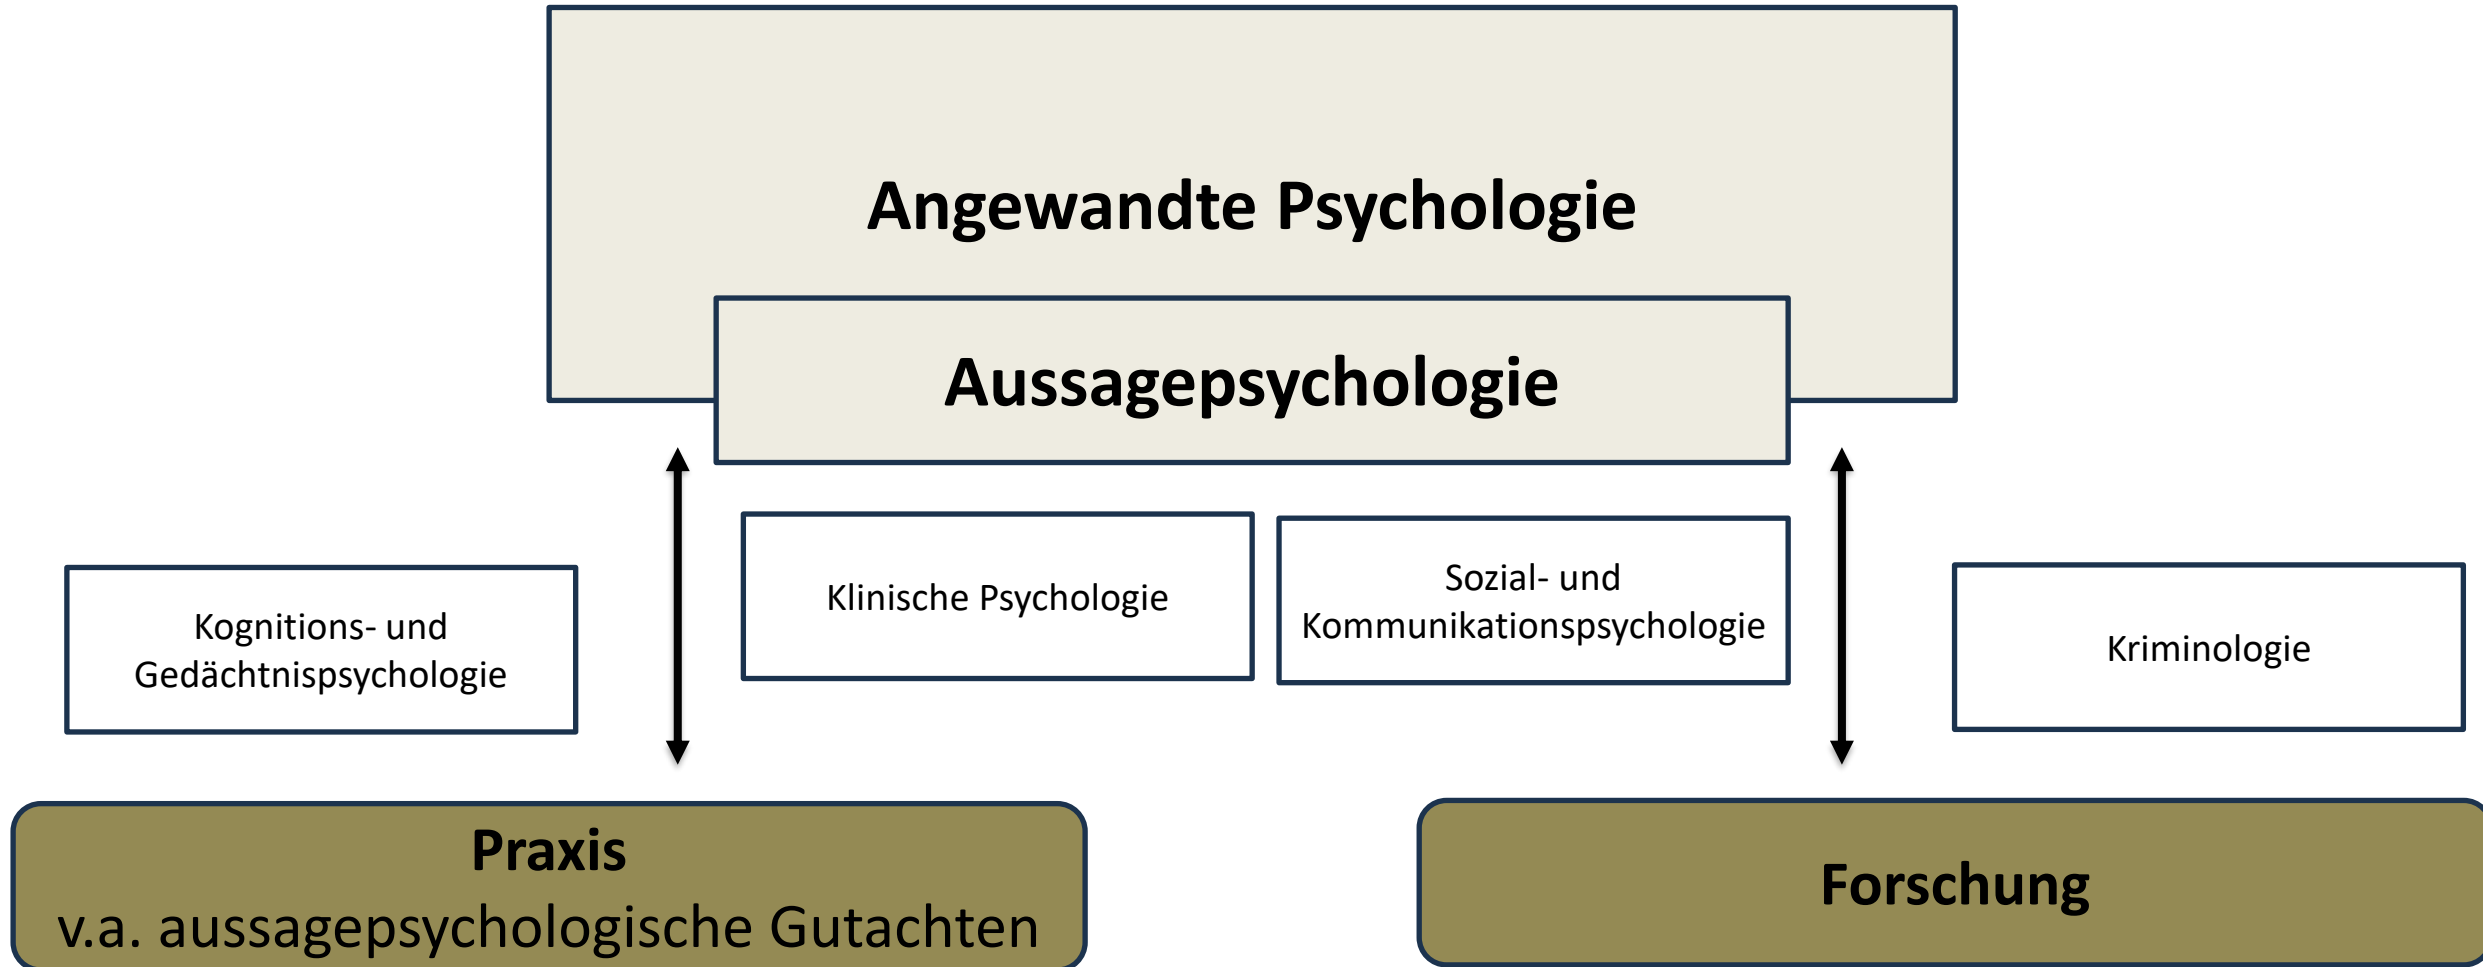 Angewandte Psychologie
Aussagepsychologie
Kognitions- und
Gedächtnispsychologie
Klinische Psychologie
Sozial- und
Kommunikationspsychologie
Kriminologie
Praxis
v.a. aussagepsychologische Gutachten
Forschung